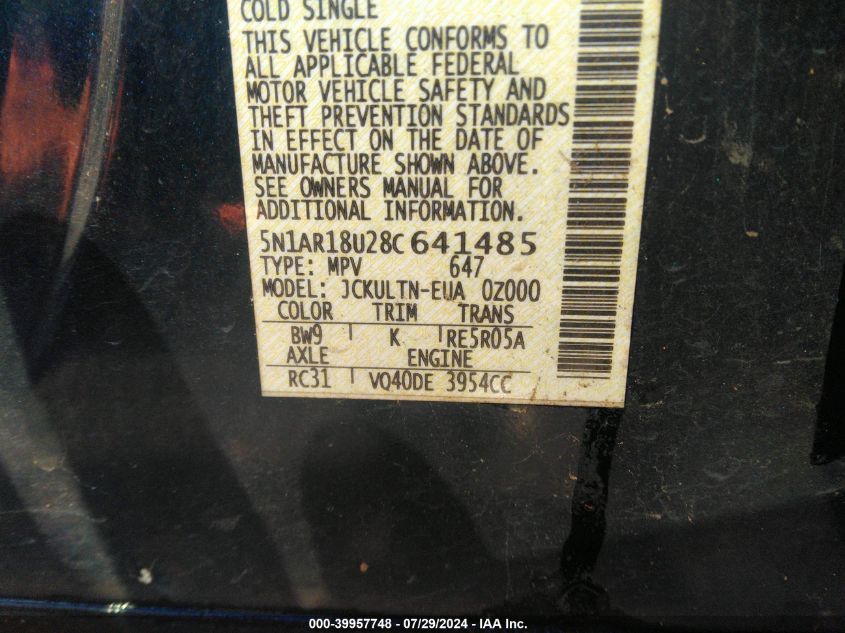 COLD SINGLE
THIS VEHICLE CONFORMS TO
ALL APPLICABLE FEDERAL
MOTOR VEHICLE SAFETY AND
THEFT PREVENTION STANDARDS
IN EFFECT ON THE DATE OF
MANUFACTURE SHOWN ABOVE.
SEE OWNERS MANUAL FOR
ADDITIONAL INFORMATION.
5N1AR18U28C641485
TYPE: MPV 647
MODEL: JCKULTN-EUA 0Z000
COLOR TRIM TRANS
BW9 K RE5R05A
AXLE ENGINE
RC31 VQ40DE 3954CC
000-39957748 - 07/29/2024 - IAA Inc.